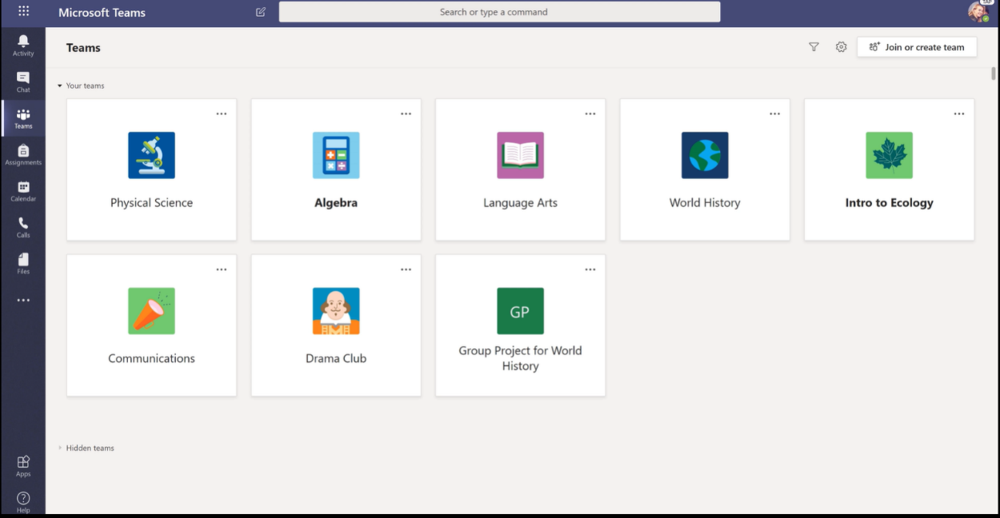 Microsoft Teams
Search or type a command
TAP
Activity
Chat
Teams
Assignments
Calendar
Calls
Files
Apps
Help
Teams
Join or create team
Your teams
Physical Science
Algebra
Language Arts
World History
Intro to Ecology
Communications
Drama Club
GP
Group Project for World
History
Hidden teams